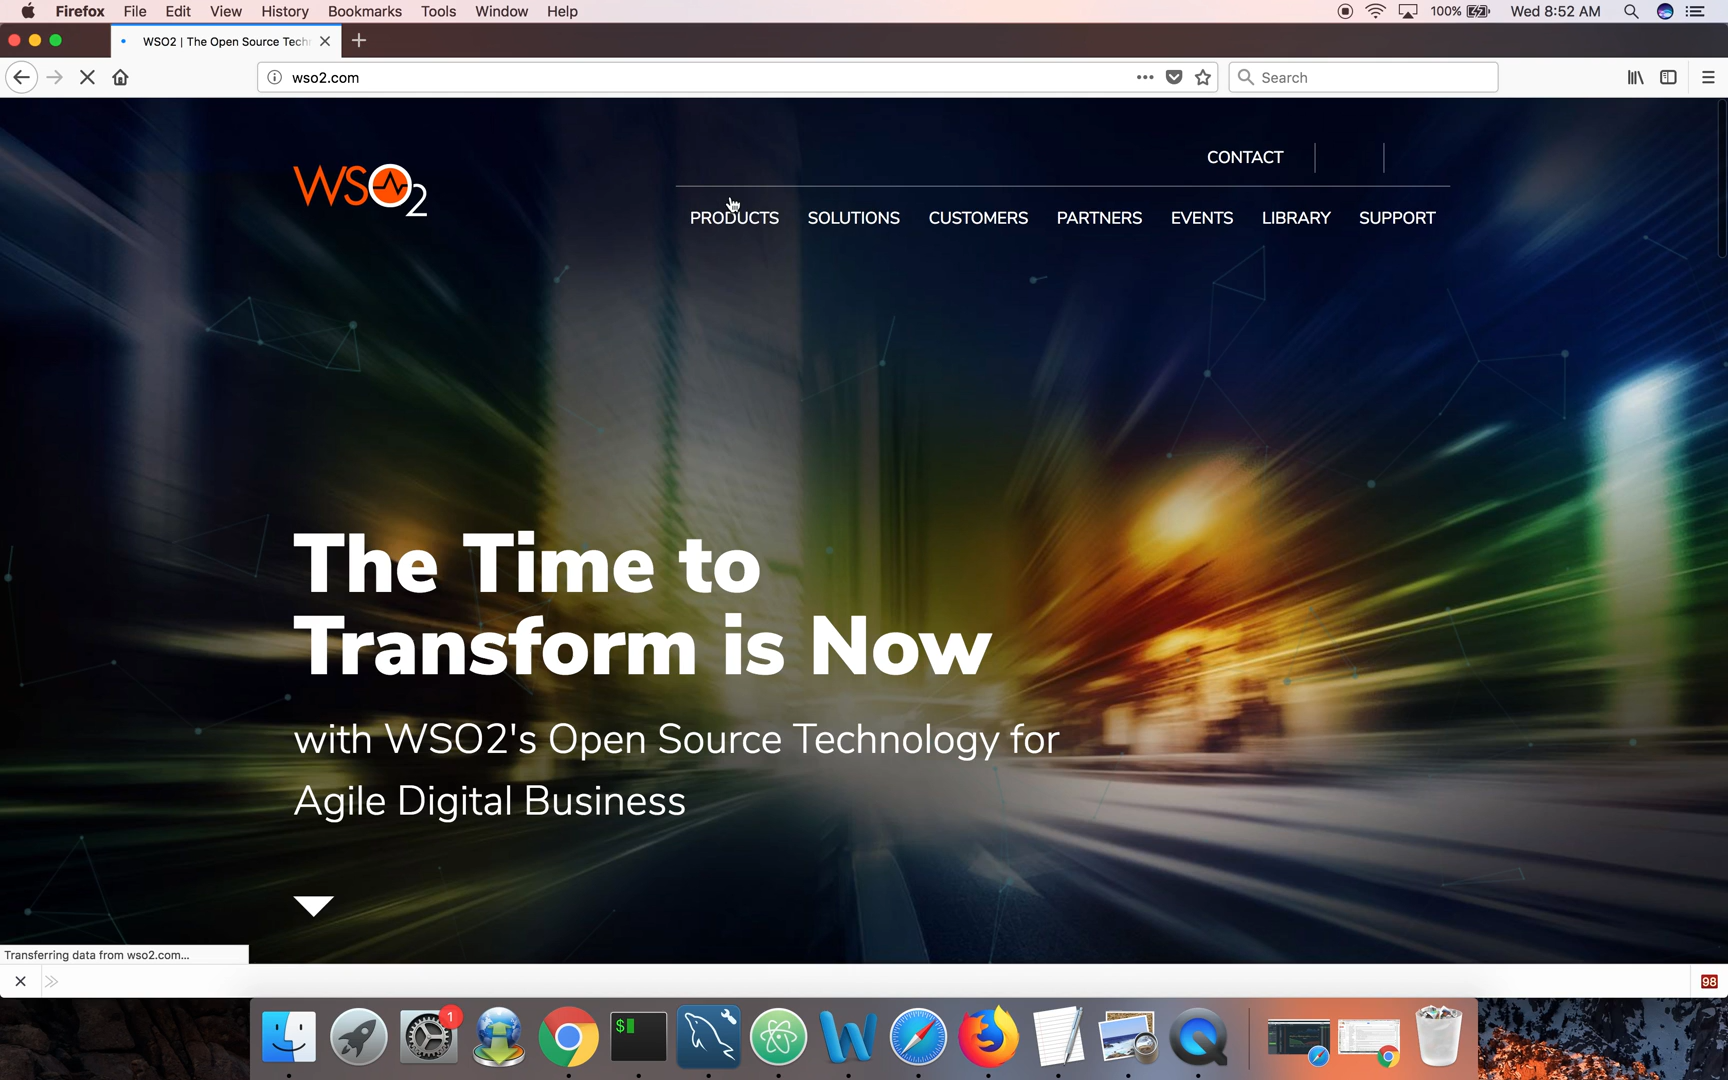 Firefox File Edit View History Bookmarks Tools Window Help 100% Wed 8:52 AM
WSO2 | The Open Source Tech
wso2.com Search
CONTACT
WSO2
PRODUCTS SOLUTIONS CUSTOMERS PARTNERS EVENTS LIBRARY SUPPORT
The Time to
Transform is Now
with WSO2's Open Source Technology for
Agile Digital Business
Transferring data from wso2.com...
98
1
$